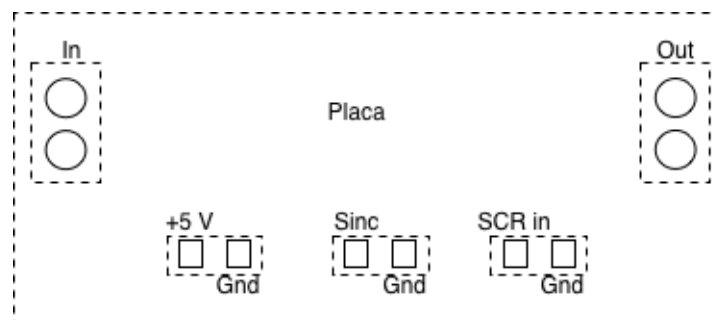 In
Out
Placa
+5 V
Sinc
SCR in
Gnd
Gnd
Gnd